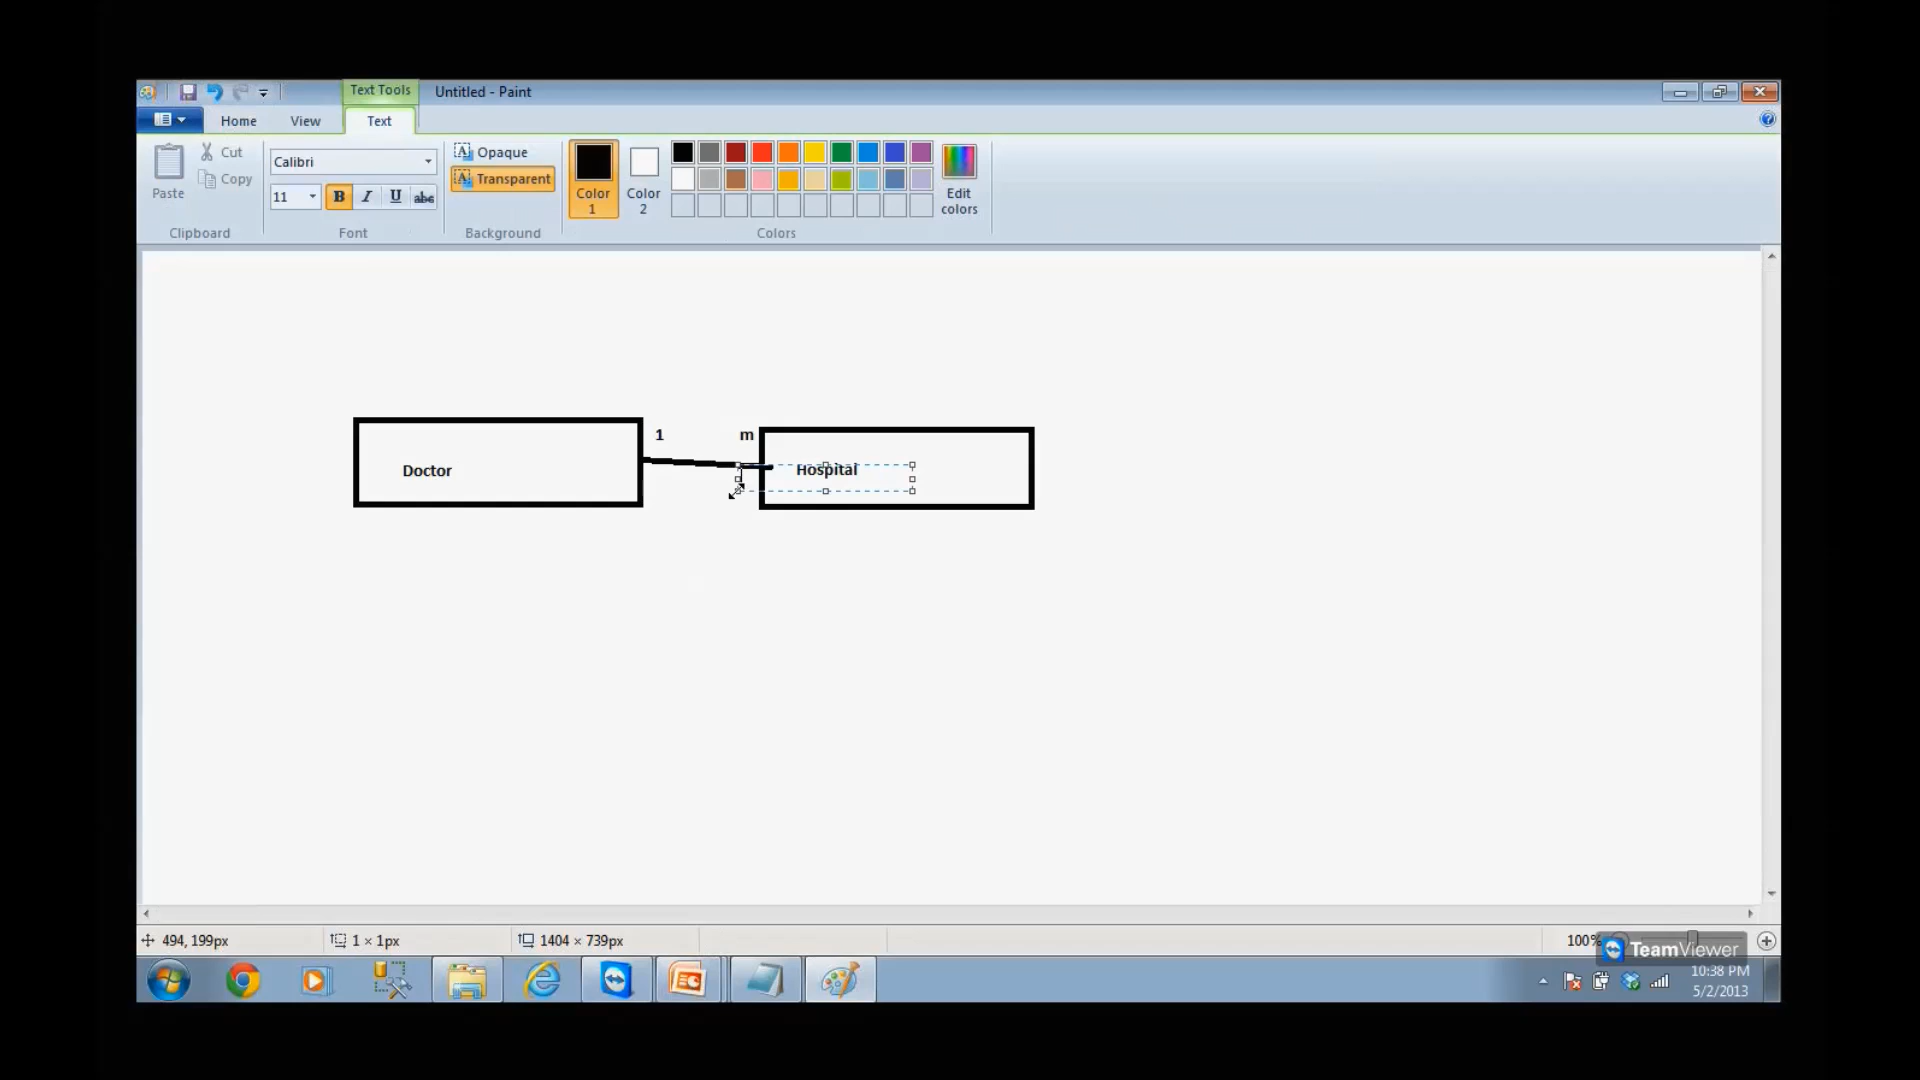 Text Tools Untitled - Paint
Home View Text
Paste Cut Copy
Calibri
11 B I U abc
Opaque
Transparent
Color 1
Color 2
Edit colors
Clipboard Font Background Colors
1 m
Doctor Hospital
494, 199px 1 × 1px 1404 × 739px 100%
TeamViewer
10:38 PM
5/2/2013